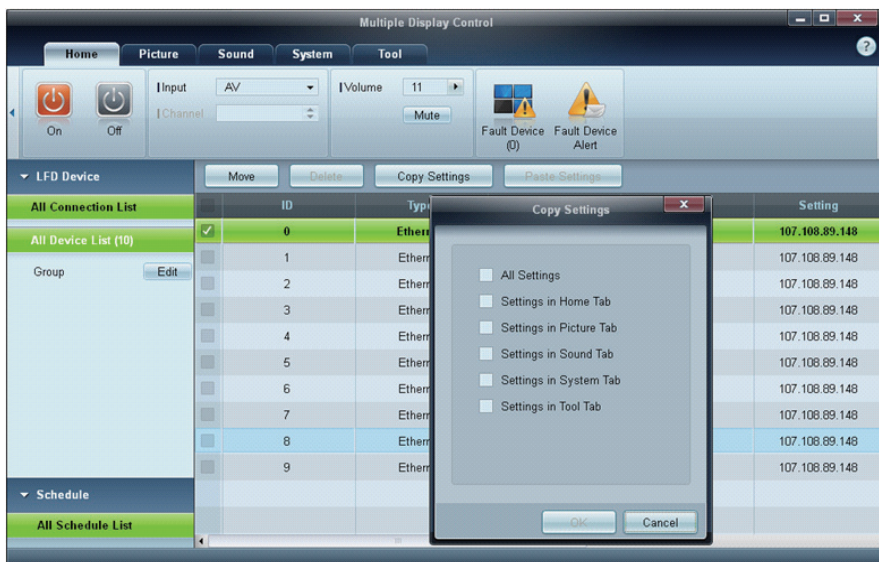 Multiple Display Control
Home Picture Sound System Tool
?
Input AV Volume 11
Channel Mute
On Off Fault Device (0) Fault Device Alert
LFD Device Move Delete Copy Settings Paste Settings
All Connection List ID Type Setting
All Device List (10) 0 Ethern 107.108.89.148
1 Ethern 107.108.89.148
Group Edit 2 Ethern 107.108.89.148
3 Ethern 107.108.89.148
4 Ethern 107.108.89.148
5 Ethern 107.108.89.148
6 Ethern 107.108.89.148
7 Ethern 107.108.89.148
8 Ethern 107.108.89.148
9 Ethern 107.108.89.148
Schedule
All Schedule List
Copy Settings
All Settings
Settings in Home Tab
Settings in Picture Tab
Settings in Sound Tab
Settings in System Tab
Settings in Tool Tab
OK Cancel